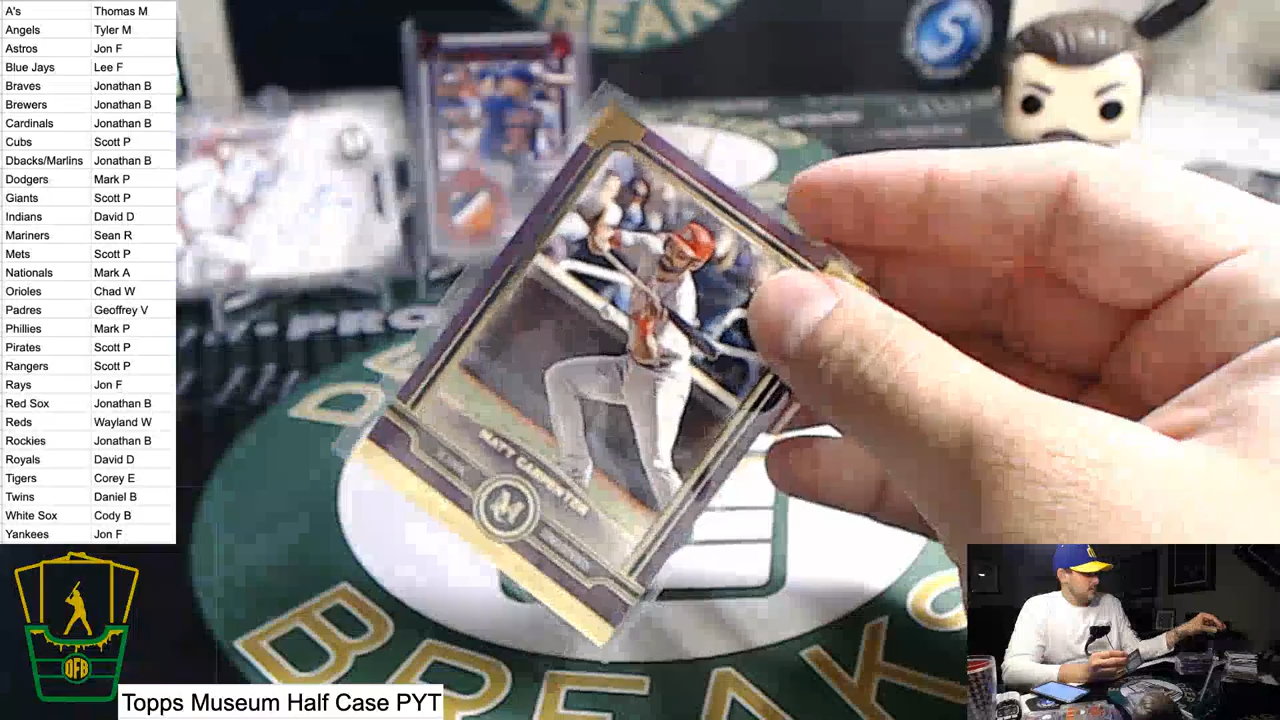 A's Thomas M
Angels Tyler M
Astros Jon F
Blue Jays Lee F
Braves Jonathan B
Brewers Jonathan B
Cardinals Jonathan B
Cubs Scott P
Dbacks/Marlins Jonathan B
Dodgers Mark P
Giants Scott P
Indians David D
Mariners Sean R
Mets Scott P
Nationals Mark A
Orioles Chad W
Padres Geoffrey V
Phillies Mark P
Pirates Scott P
Rangers Scott P
Rays Jon F
Red Sox Jonathan B
Reds Wayland W
Rockies Jonathan B
Royals David D
Tigers Corey E
Twins Daniel B
White Sox Cody B
Yankees Jon F
BREAKS
S
MATT CARPENTER
M
BREAKS
DFB
Topps Museum Half Case PYT